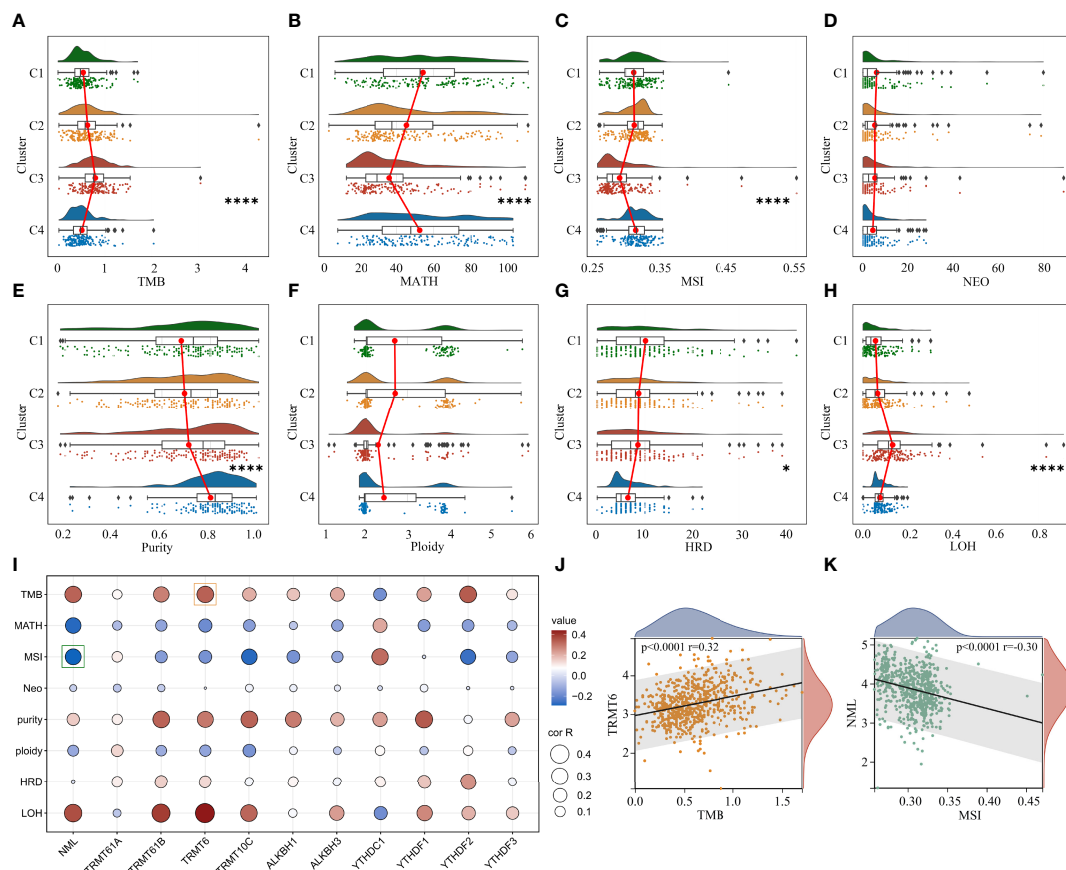 A
Cluster
C1
C2
C3
C4
****
0 1 2 3 4
TMB
B
Cluster
C1
C2
C3
C4
****
0 20 40 60 80 100
MATH
C
Cluster
C1
C2
C3
C4
****
0.25 0.35 0.45 0.55
MSI
D
Cluster
C1
C2
C3
C4
0 20 40 60 80
NEO
E
Cluster
C1
C2
C3
C4
****
0.2 0.4 0.6 0.8 1.0
Purity
F
Cluster
C1
C2
C3
C4
1 2 3 4 5 6
Ploidy
G
Cluster
C1
C2
C3
C4
*
0 10 20 30 40
HRD
H
Cluster
C1
C2
C3
C4
****
0 0.2 0.4 0.6 0.8
LOH
I
TMB
MATH
MSI
Neo
purity
ploidy
HRD
LOH
NML TRMT61A TRMT61B TRMT6 TRMT10C ALKBH1 ALKBH3 YTHDC1 YTHDF1 YTHDF2 YTHDF3
value
0.4
0.2
0.0
−0.2
cor R
0.4
0.3
0.2
0.1
J
p<0.0001 r=0.32
TRMT6
5
4
3
2
0.0 0.5 1.0 1.5
TMB
K
p<0.0001 r=-0.30
NML
5
4
3
2
0.30 0.35 0.40 0.45
MSI